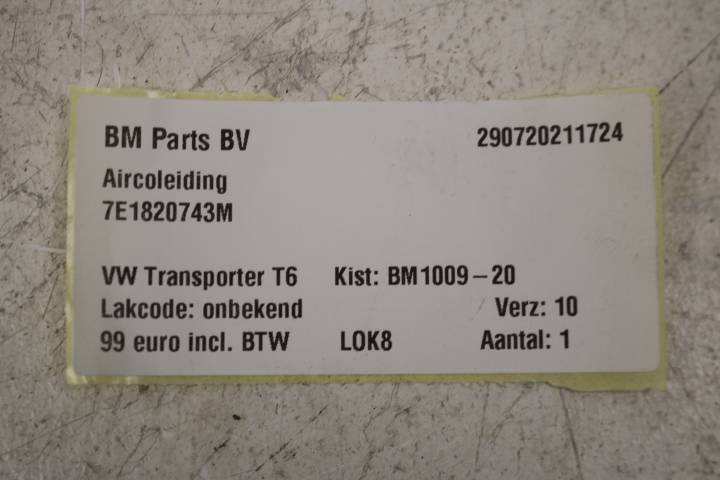 BM Parts BV 290720211724
Aircoleiding
7E1820743M
VW Transporter T6 Kist: BM1009-20
Lakcode: onbekend Verz: 10
99 euro incl. BTW LOK8 Aantal: 1